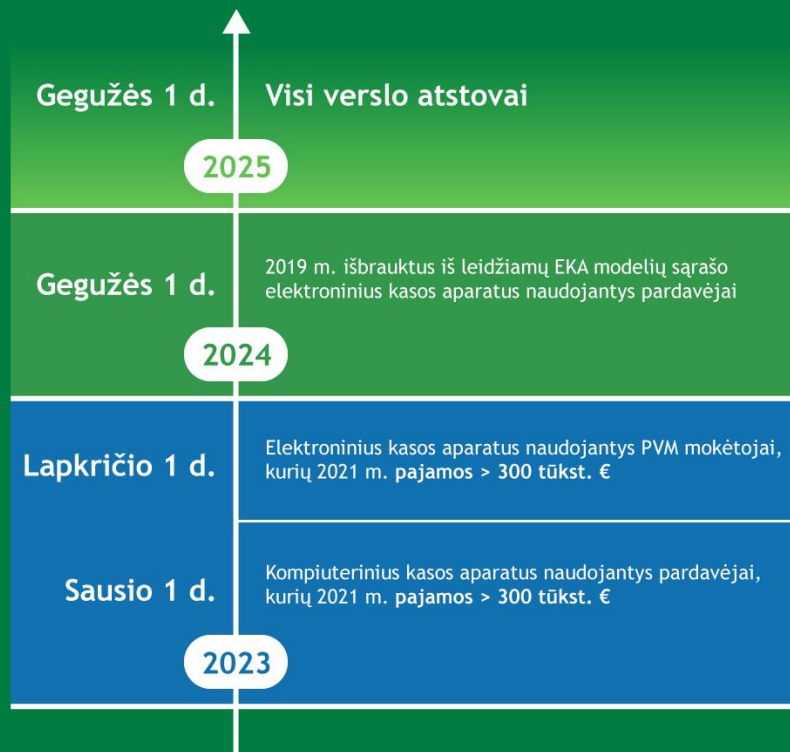 Gegužės 1 d.
Visi verslo atstovai
2025
Gegužės 1 d.
2019 m. išbrauktus iš leidžiamų EKA modelių sąrašo
elektroninius kasos aparatus naudojantys pardavėjai
2024
Lapkričio 1 d.
Elektroninius kasos aparatus naudojantys PVM mokėtojai,
kurių 2021 m. pajamos > 300 tūkst. €
Sausio 1 d.
Kompiuterinius kasos aparatus naudojantys pardavėjai,
kurių 2021 m. pajamos > 300 tūkst. €
2023